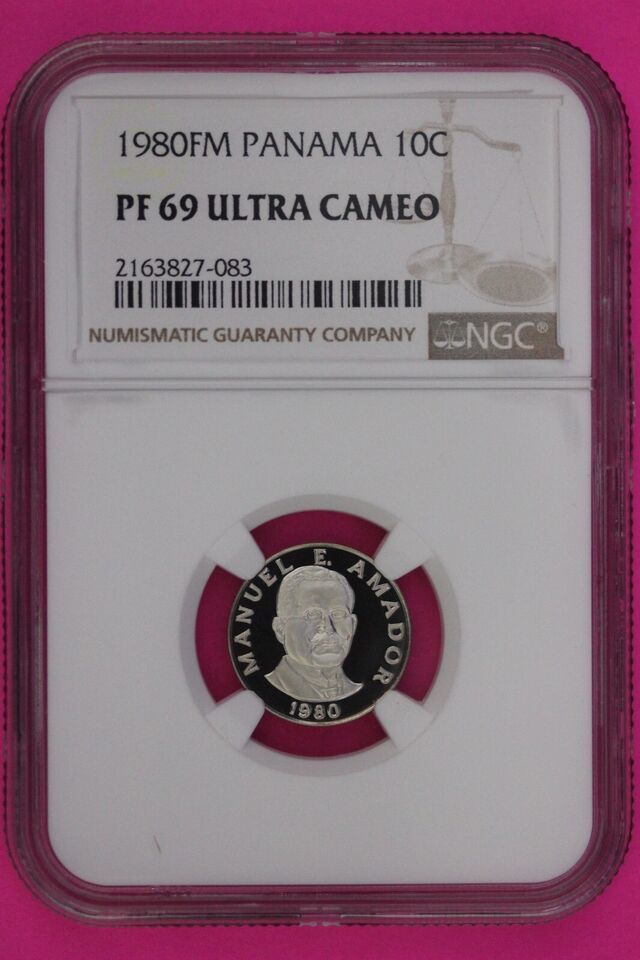 1980FM PANAMA 10C
PF 69 ULTRA CAMEO
2163827-083
NUMISMATIC GUARANTY COMPANY NGC®
MANUEL E. AMADOR
1980